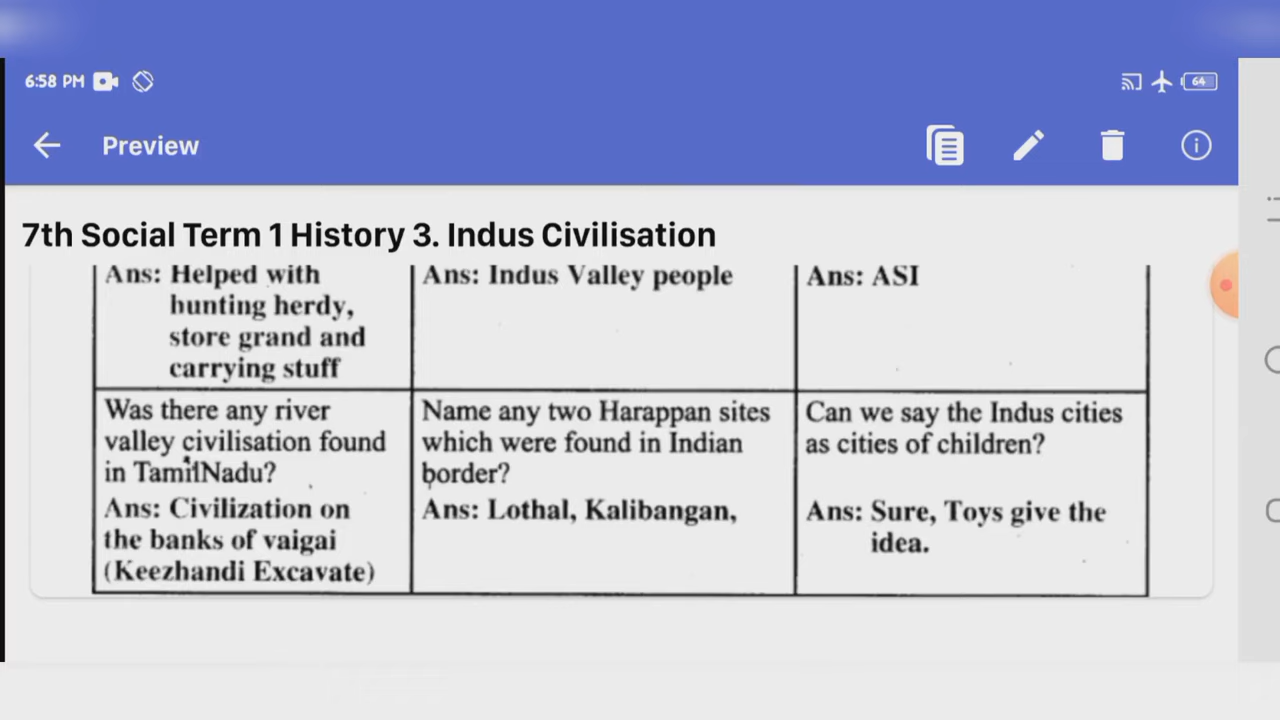 6:58 PM
64
Preview
7th Social Term 1 History 3. Indus Civilisation
Ans: Helped with
hunting herdy,
store grand and
carrying stuff
Ans: Indus Valley people
Ans: ASI
Was there any river
valley civilisation found
in TamilNadu?
Ans: Civilization on
the banks of vaigai
(Keezhandi Excavate)
Name any two Harappan sites
which were found in Indian
border?
Ans: Lothal, Kalibangan,
Can we say the Indus cities
as cities of children?
Ans: Sure, Toys give the
idea.